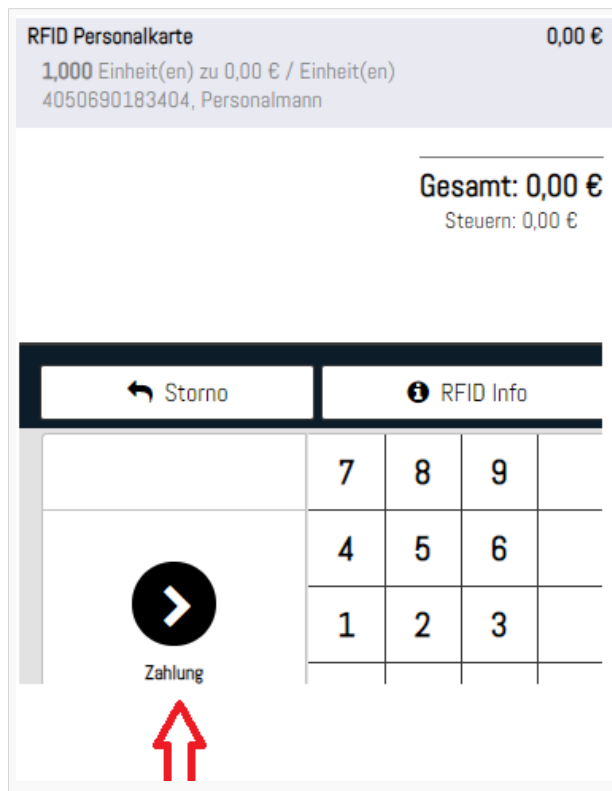 RFID Personalkarte 0,00 €
1,000 Einheit(en) zu 0,00 € / Einheit(en)
4050690183404, Personalmann
Gesamt: 0,00 €
Steuern: 0,00 €
Storno RFID Info
7 8 9
4 5 6
1 2 3
Zahlung